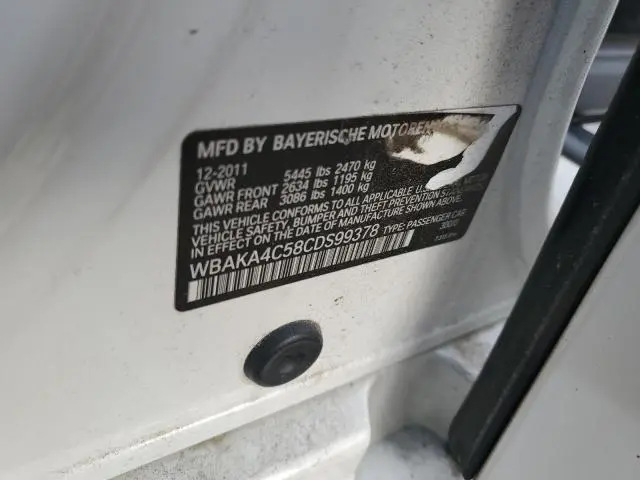 MFD BY BAYERISCHE MOTOREN
12-2011
GVWR 5445 lbs 2470 kg
GAWR FRONT 2634 lbs 1195 kg
GAWR REAR 3086 lbs 1400 kg
THIS VEHICLE CONFORMS TO ALL APPLICABLE U.S.
VEHICLE SAFETY, BUMPER AND THEFT PREVENTION STANDARDS
IN EFFECT ON THE DATE OF MANUFACTURE SHOWN ABOVE.
WBAKA4C58CDS99378 TYPE: PASSENGER CAR